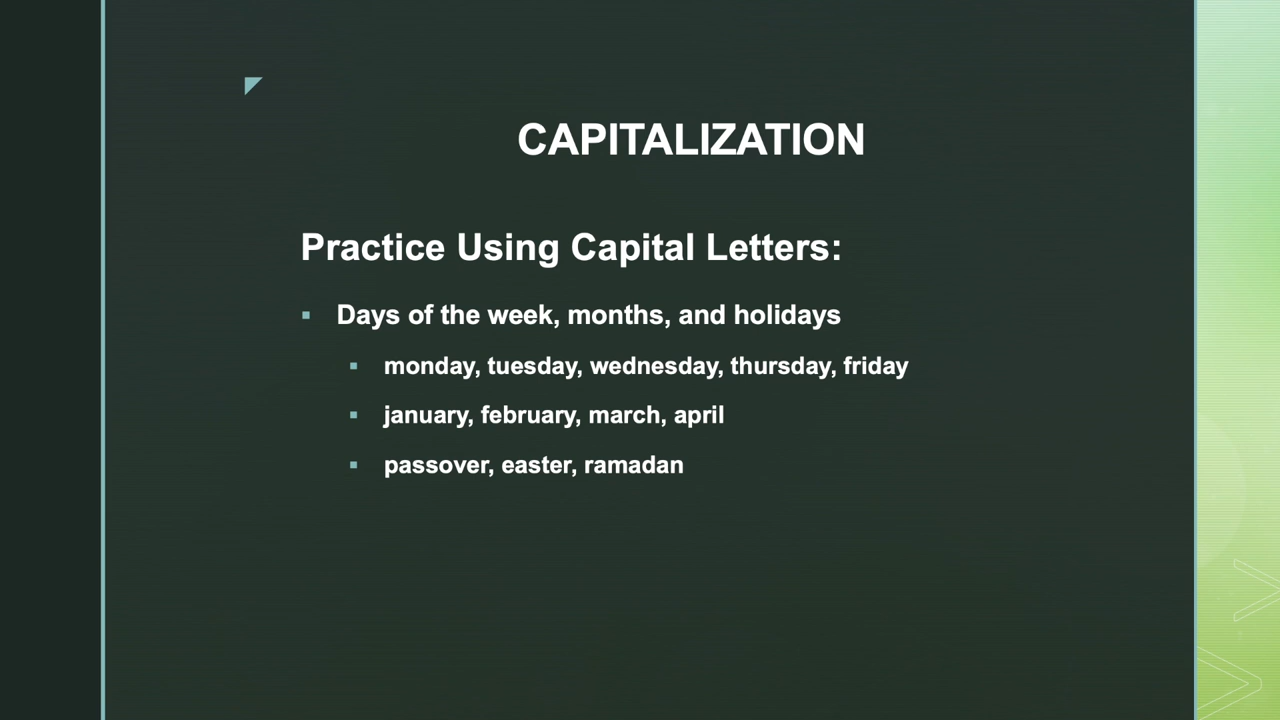 CAPITALIZATION
Practice Using Capital Letters:
Days of the week, months, and holidays
monday, tuesday, wednesday, thursday, friday
january, february, march, april
passover, easter, ramadan